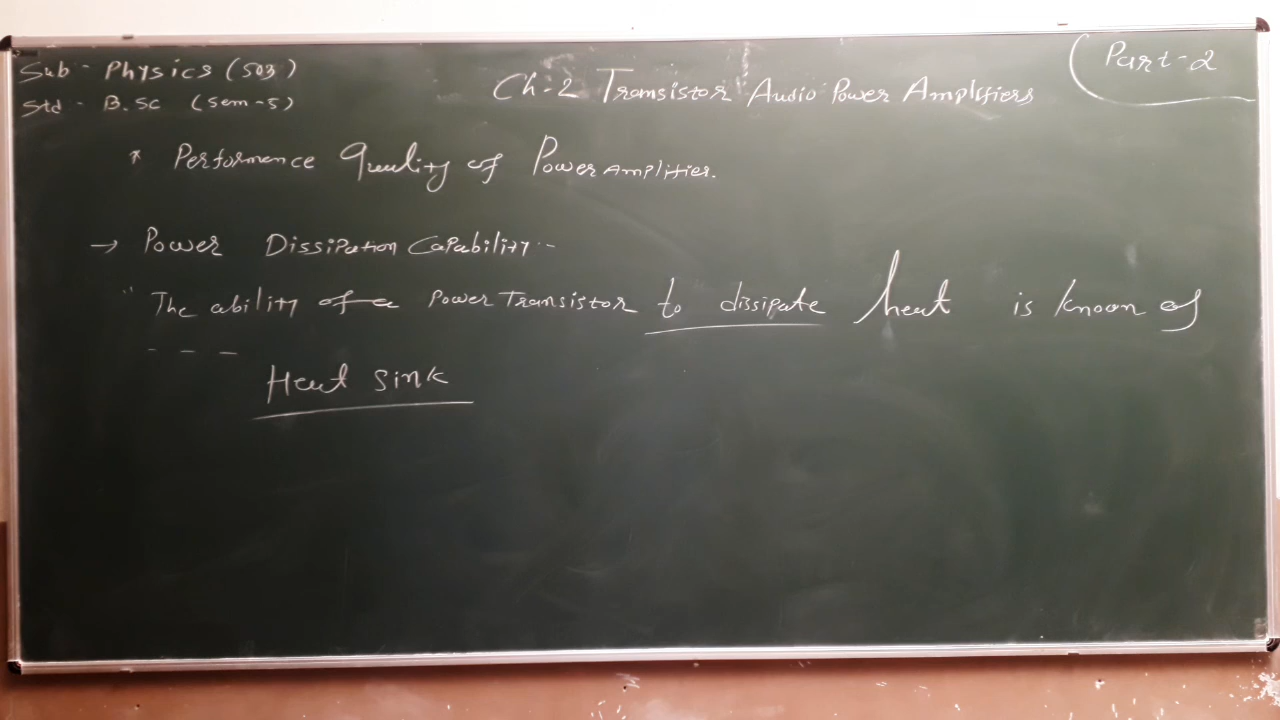 Sub - Physics (503)
Std - B.Sc (Sem-5)
Ch-2 Transistor Audio Power Amplifiers
Part-2
* Performence Quality of Power Amplifier.
→ Power Dissipation Capability :-
"The ability of a Power Transistor to dissipate heat is known as
- - -
Heat sink